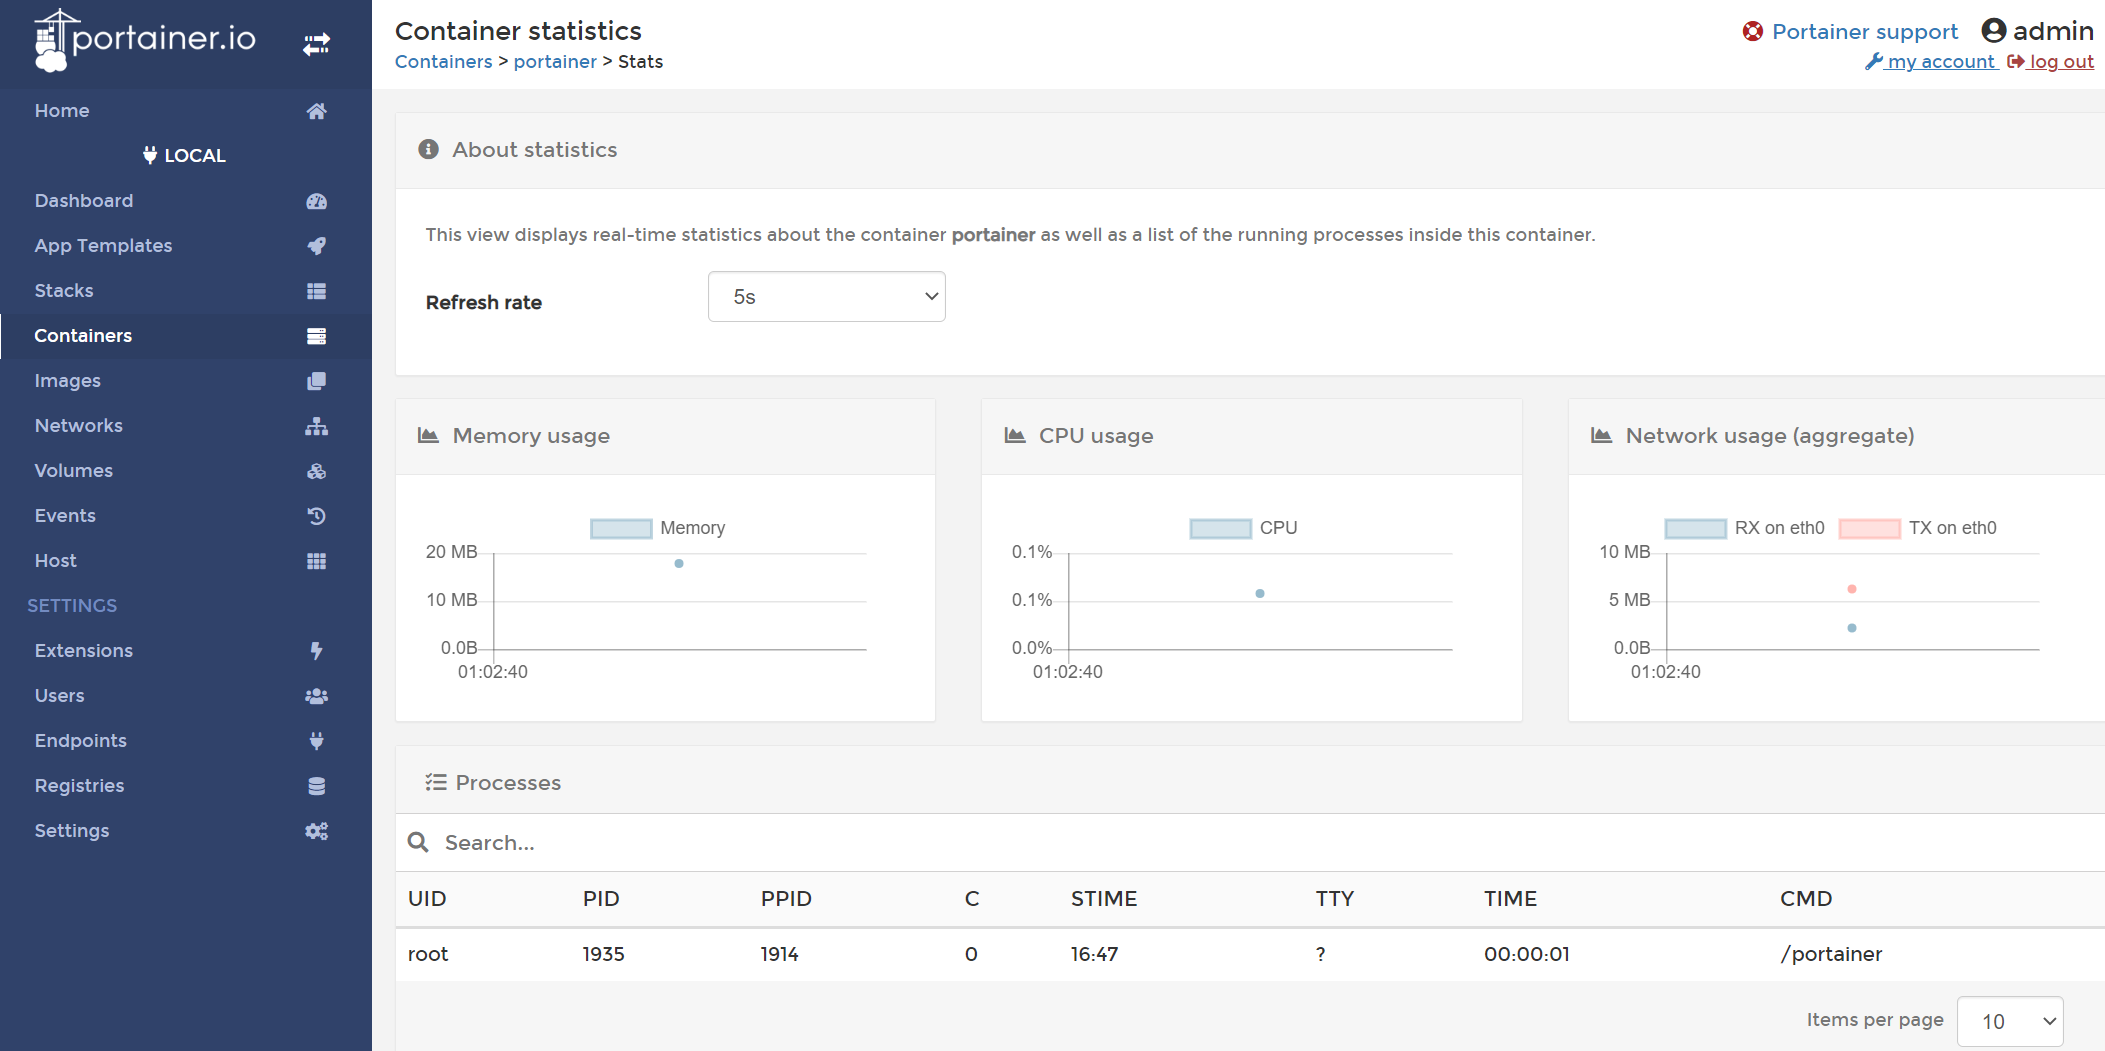 portainer.io
Home
LOCAL
Dashboard
App Templates
Stacks
Containers
Images
Networks
Volumes
Events
Host
SETTINGS
Extensions
Users
Endpoints
Registries
Settings
Container statistics
Containers > portainer > Stats
Portainer support admin
my account log out
About statistics
This view displays real-time statistics about the container portainer as well as a list of the running processes inside this container.
Refresh rate 5s
Memory usage
Memory
20 MB
10 MB
0.0B
01:02:40
CPU usage
CPU
0.1%
0.1%
0.0%
01:02:40
Network usage (aggregate)
RX on eth0 TX on eth0
10 MB
5 MB
0.0B
01:02:40
Processes
Search...
UID PID PPID C STIME TTY TIME CMD
root 1935 1914 0 16:47 ? 00:00:01 /portainer
Items per page 10